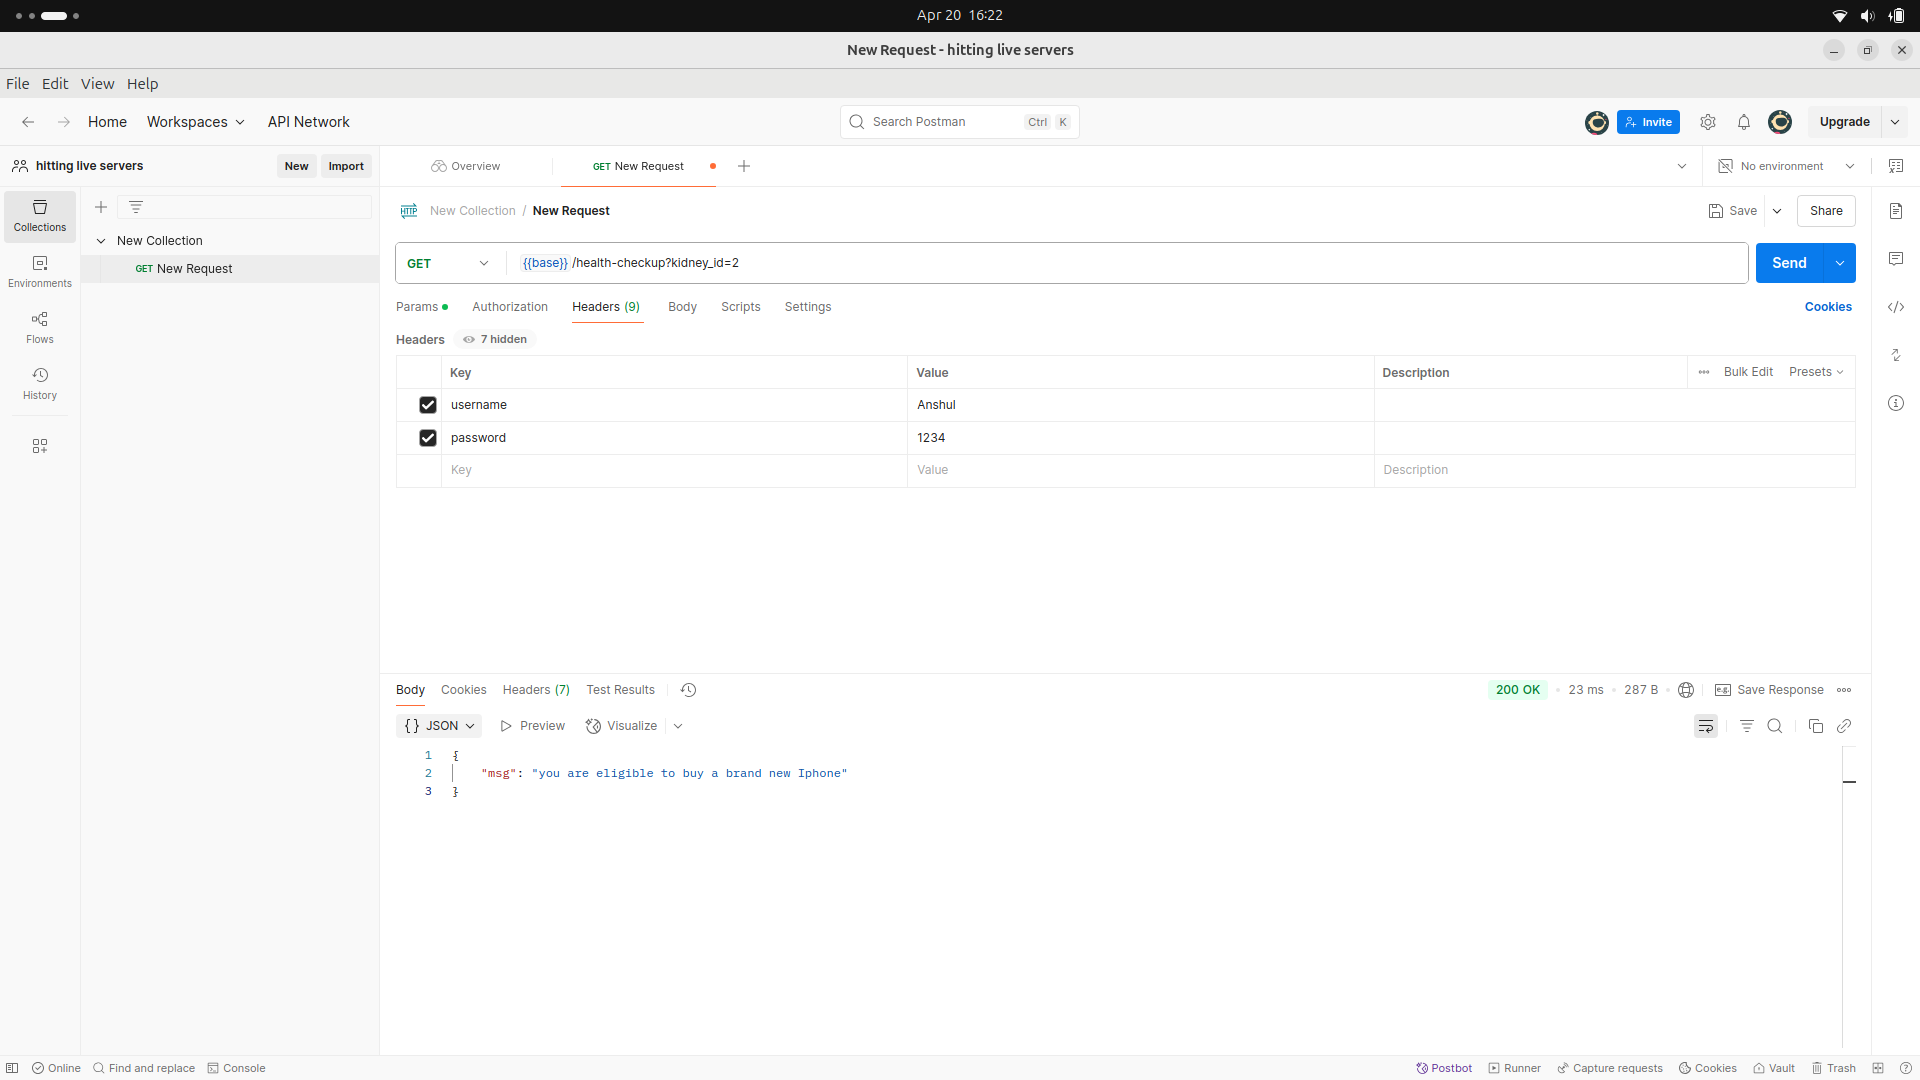 Apr 20 16:22
New Request - hitting live servers
File Edit View Help
Home Workspaces API Network Search Postman Ctrl K Invite Upgrade
hitting live servers New Import Overview GET New Request No environment
Collections
Environments
Flows
History
New Collection
GET New Request
HTTP New Collection / New Request Save Share
GET {{base}} /health-checkup?kidney_id=2 Send
Params Authorization Headers (9) Body Scripts Settings Cookies
Headers 7 hidden
Key Value Description Bulk Edit Presets
username Anshul
password 1234
Key Value Description
Body Cookies Headers (7) Test Results 200 OK 23 ms 287 B e.g. Save Response
{} JSON Preview Visualize
1 {
2 "msg": "you are eligible to buy a brand new Iphone"
3 }
Online Find and replace Console Postbot Runner Capture requests Cookies Vault Trash